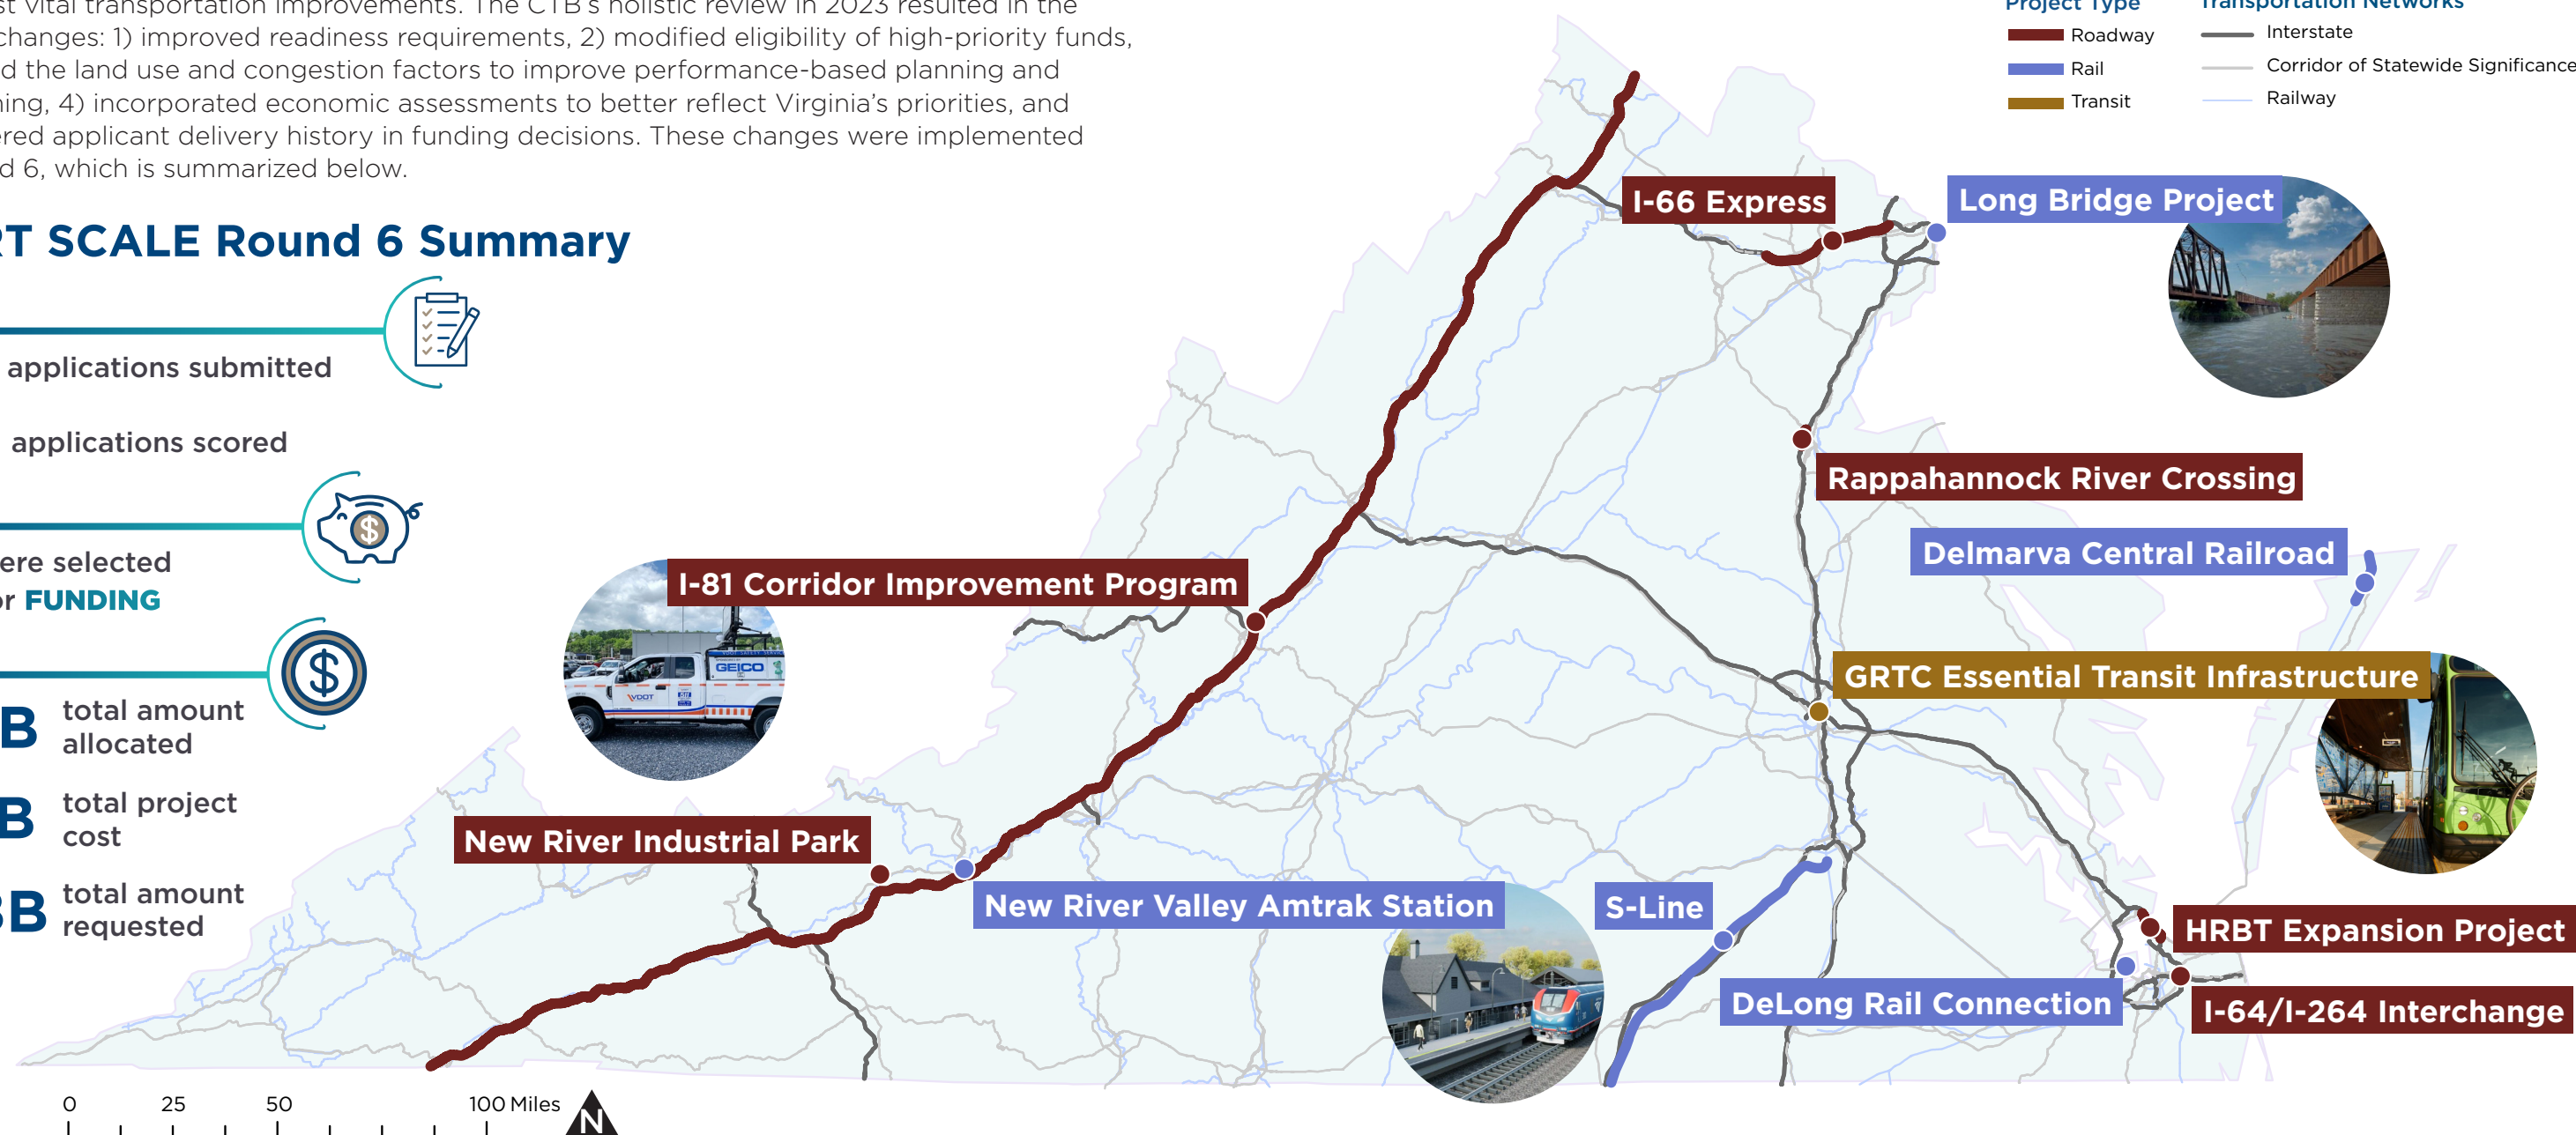 st vital transportation improvements. The CTB's holistic review in 2023 resulted in the
changes: 1) improved readiness requirements, 2) modified eligibility of high-priority funds,
d the land use and congestion factors to improve performance-based planning and
ning, 4) incorporated economic assessments to better reflect Virginia's priorities, and
ered applicant delivery history in funding decisions. These changes were implemented
d 6, which is summarized below.
RT SCALE Round 6 Summary
applications submitted
applications scored
ere selected
or FUNDING
B total amount
allocated
B total project
cost
B total amount
requested
Project Type
Roadway
Rail
Transit
Transportation Networks
Interstate
Corridor of Statewide Significance
Railway
I-66 Express
Long Bridge Project
Rappahannock River Crossing
Delmarva Central Railroad
I-81 Corridor Improvement Program
GEICO
VDOT
GRTC Essential Transit Infrastructure
New River Industrial Park
New River Valley Amtrak Station
S-Line
HRBT Expansion Project
DeLong Rail Connection
I-64/I-264 Interchange
0 25 50 100 Miles
N